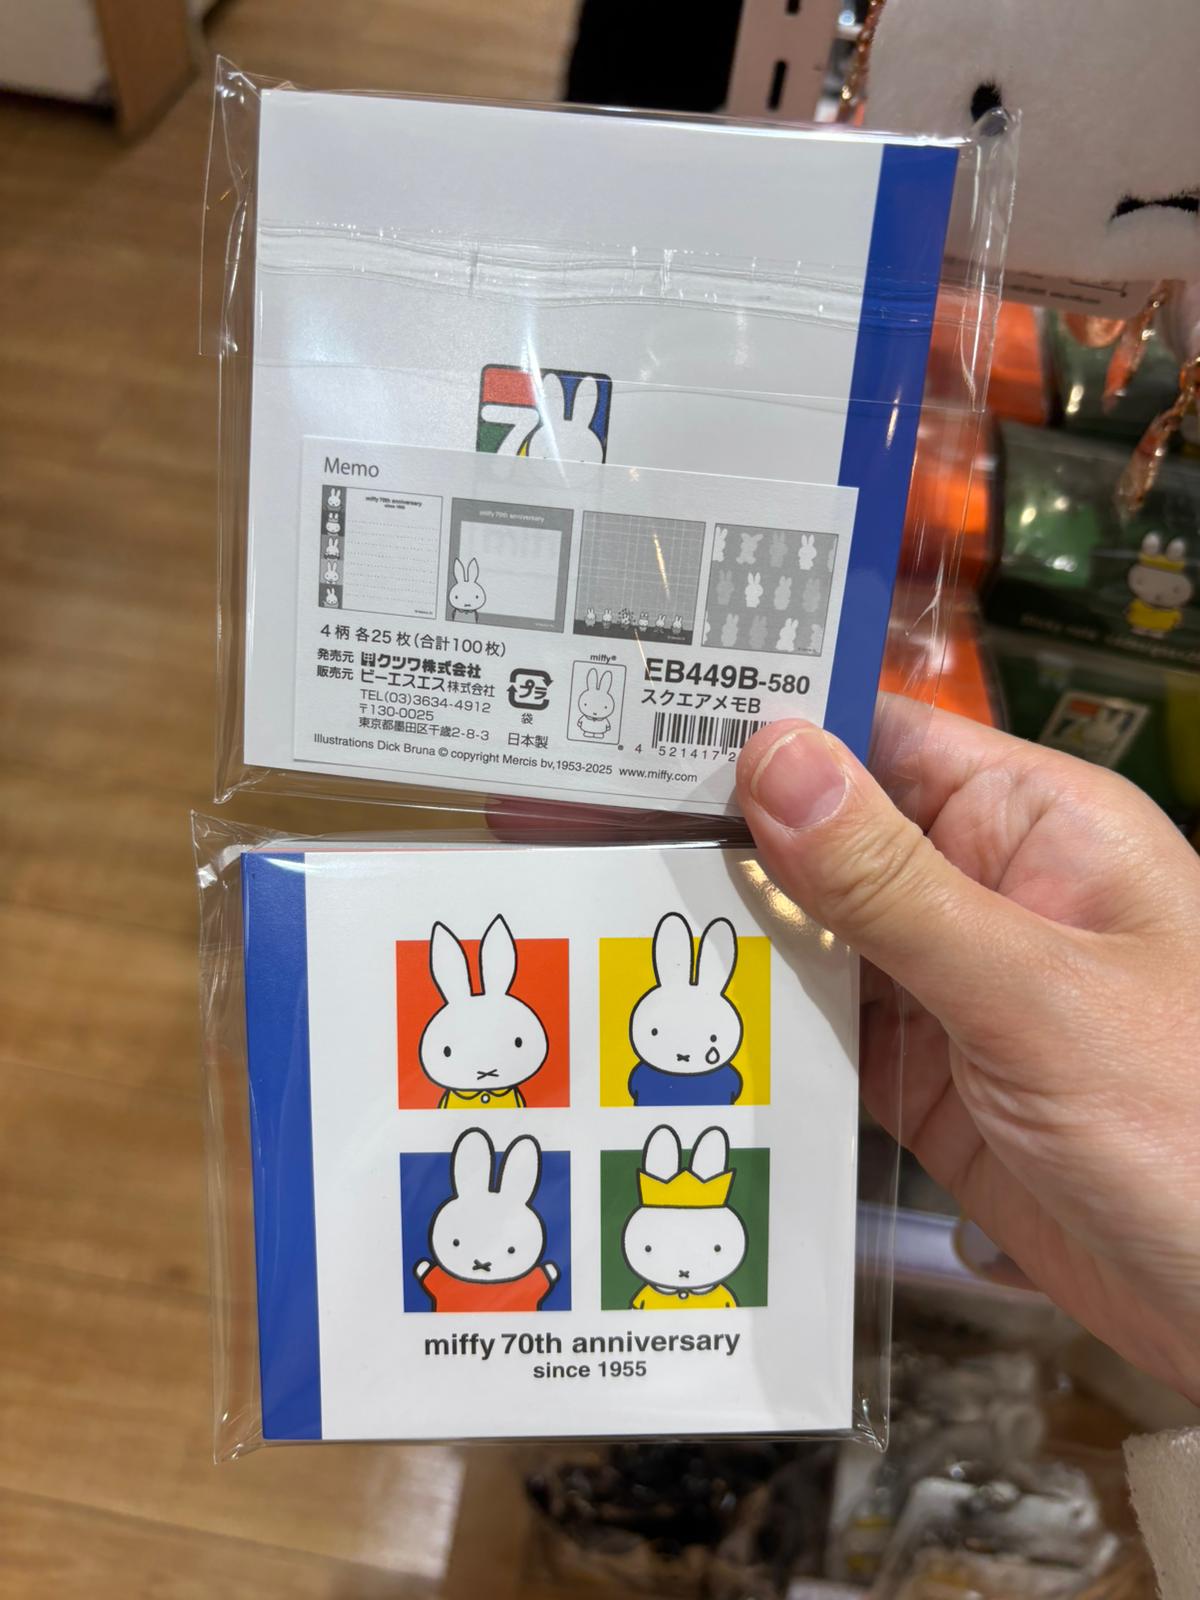 7
Memo
miffy 70th anniversary
since 1955
miffy 70th anniversary
4柄 各25枚(合計100枚)
発売元 クツワ株式会社
販売元 ビーエスエス株式会社
TEL(03)3634-4912
〒130-0025
東京都墨田区千歳2-8-3
プラ
袋
日本製
miffy®
EB449B-580
スクエアメモB
4 521417 2
Illustrations Dick Bruna © copyright Mercis bv,1953-2025 www.miffy.com
miffy 70th anniversary
since 1955